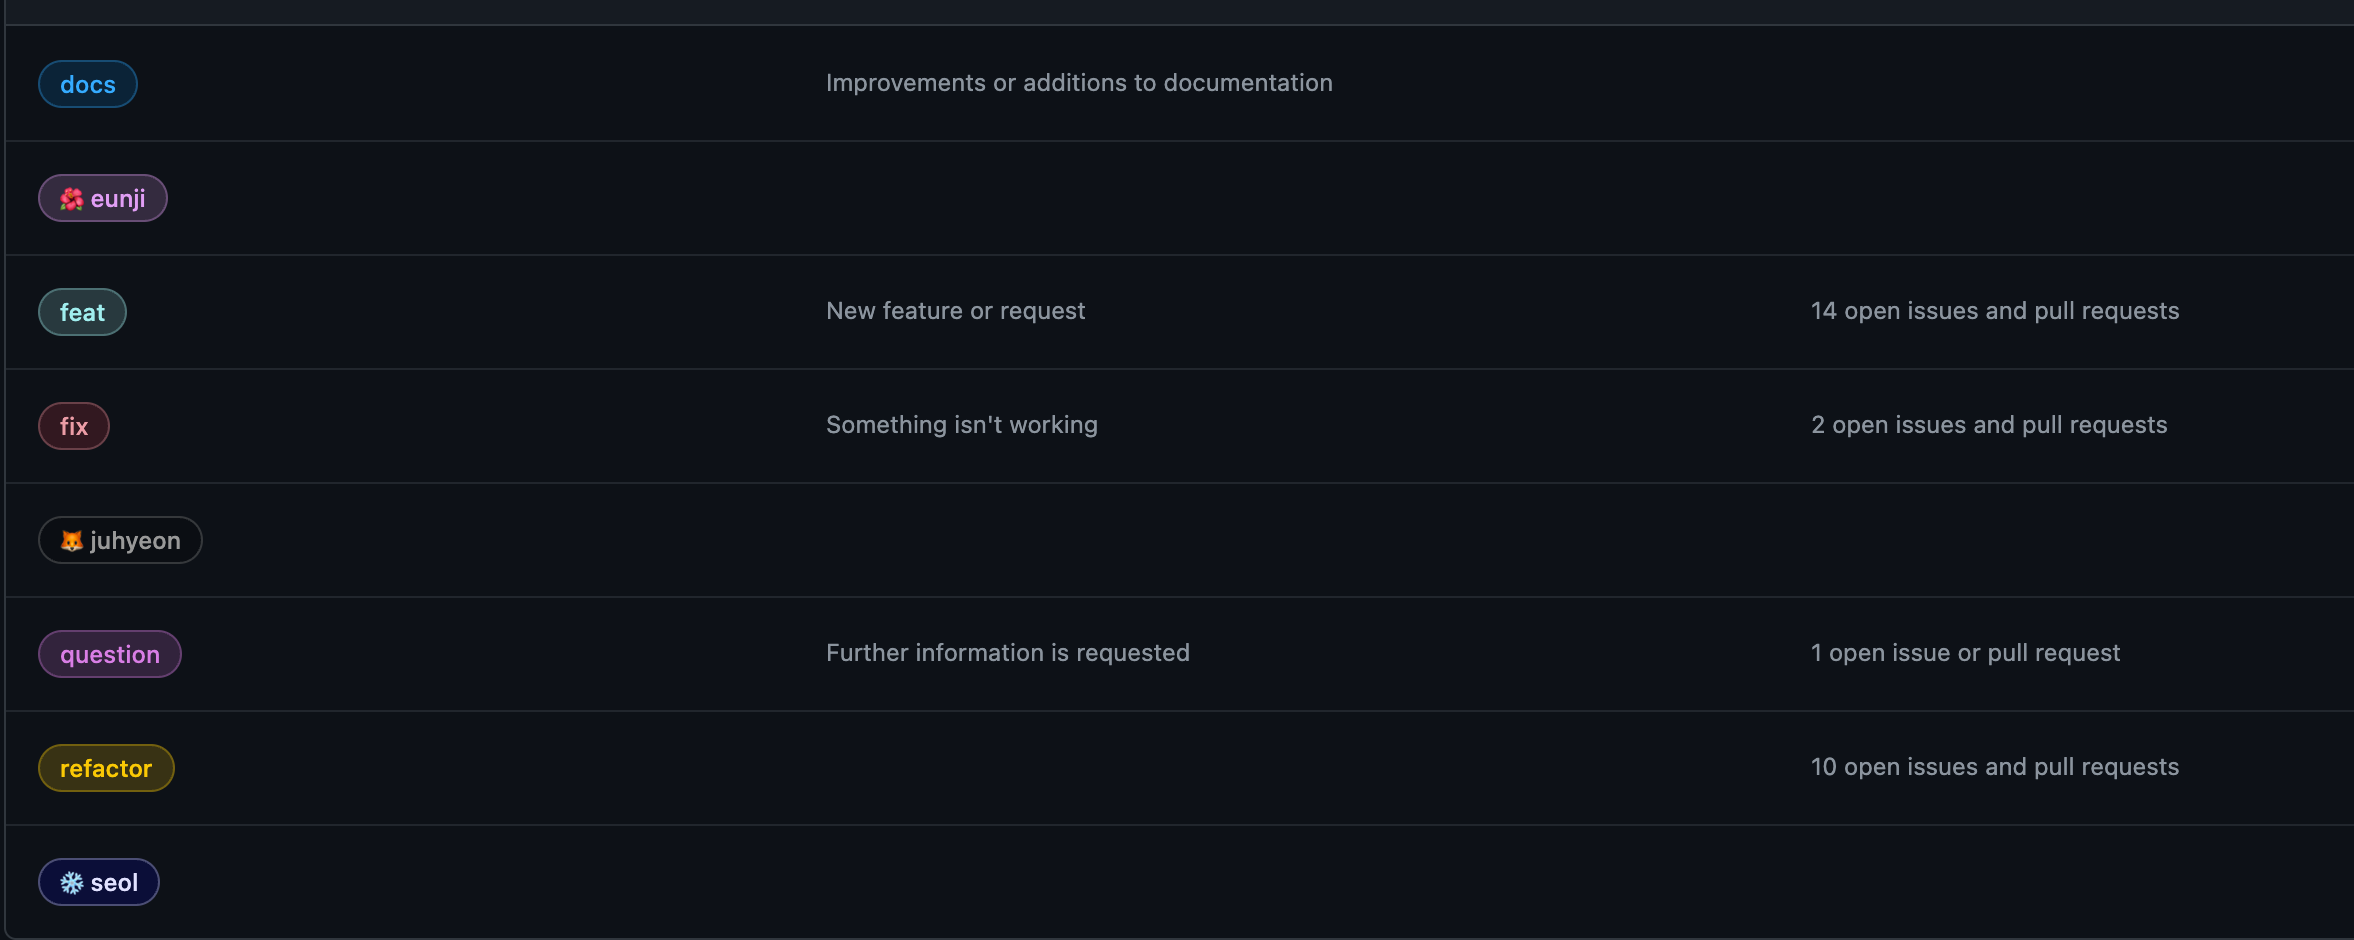 docs Improvements or additions to documentation
🌺 eunji
feat New feature or request 14 open issues and pull requests
fix Something isn't working 2 open issues and pull requests
🦊 juhyeon
question Further information is requested 1 open issue or pull request
refactor 10 open issues and pull requests
❄️ seol